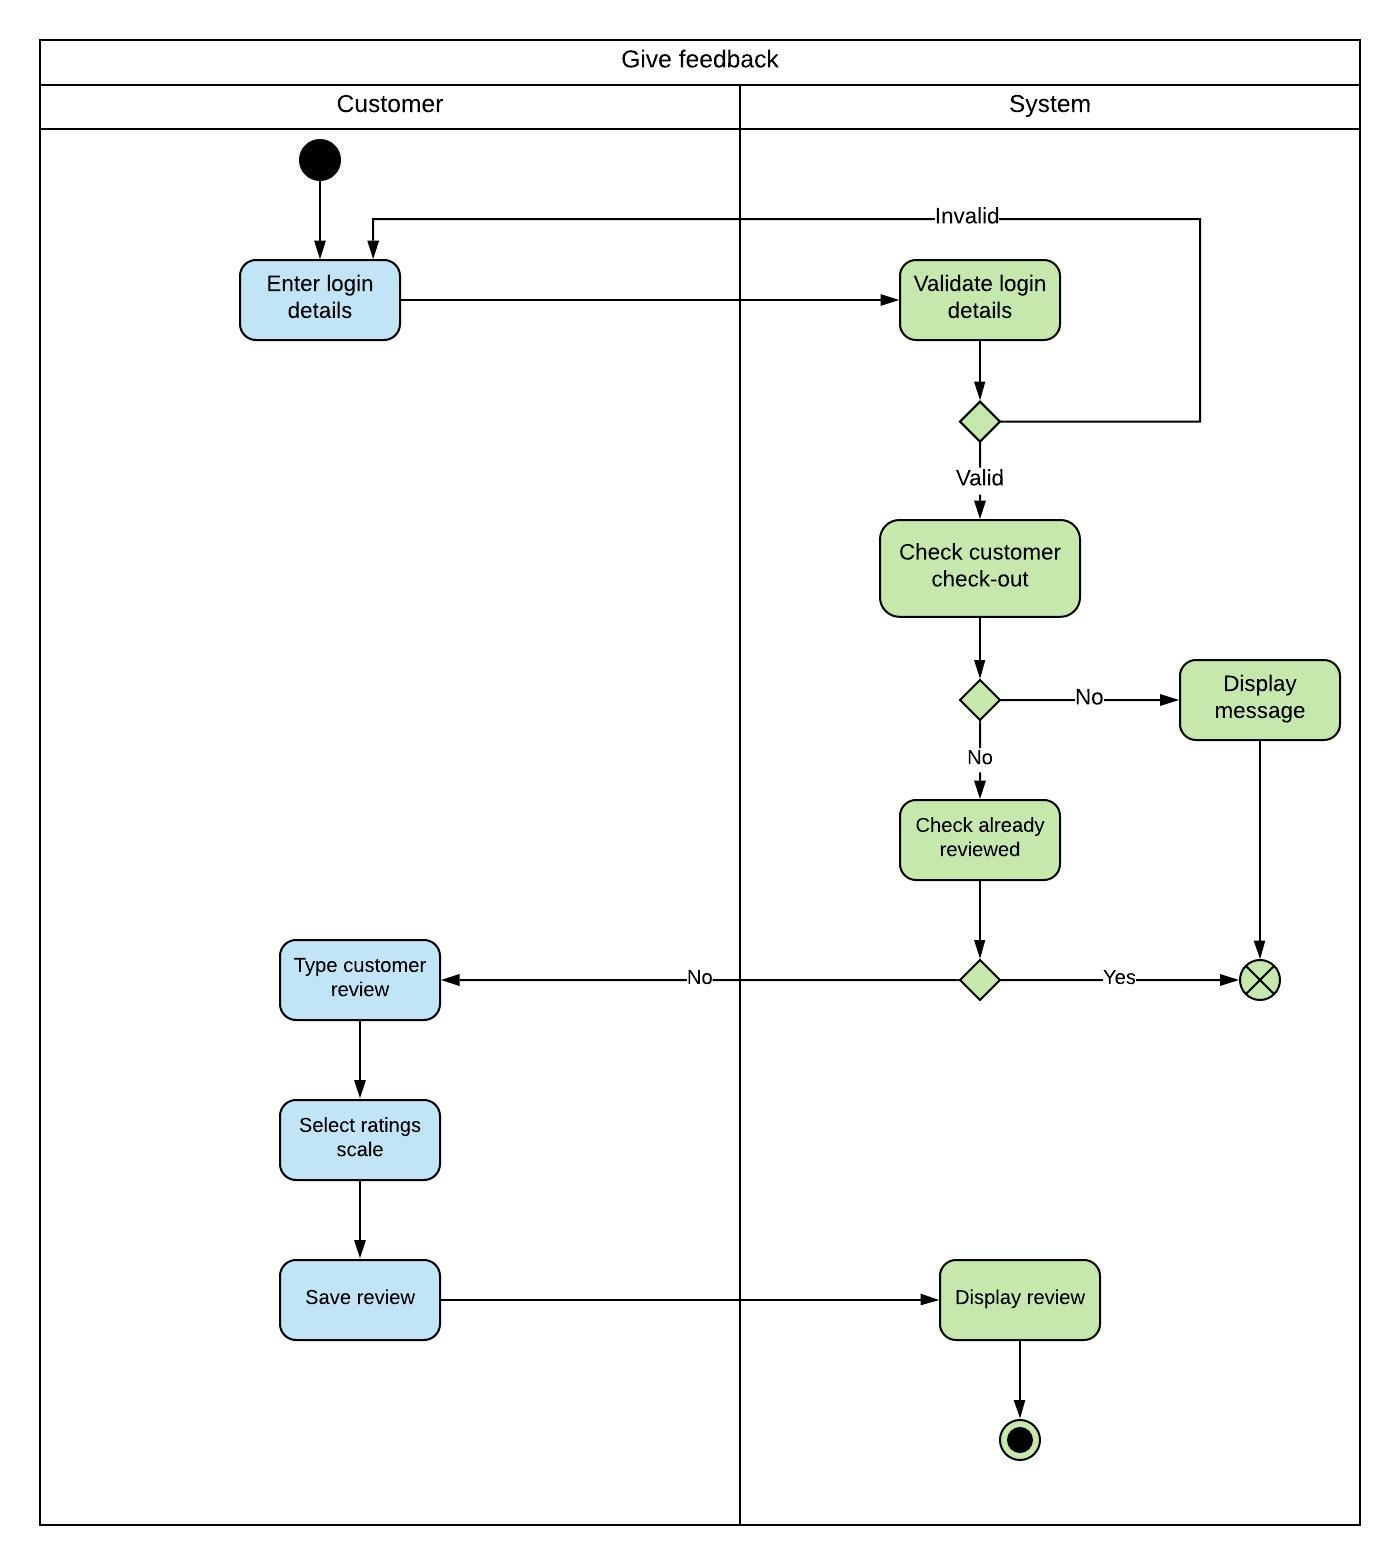 Give feedback
Customer
System
Invalid
Enter login
details
Validate login
details
Valid
Check customer
check-out
No
Display
message
No
Check already
reviewed
Type customer
review
No
Yes
Select ratings
scale
Save review
Display review